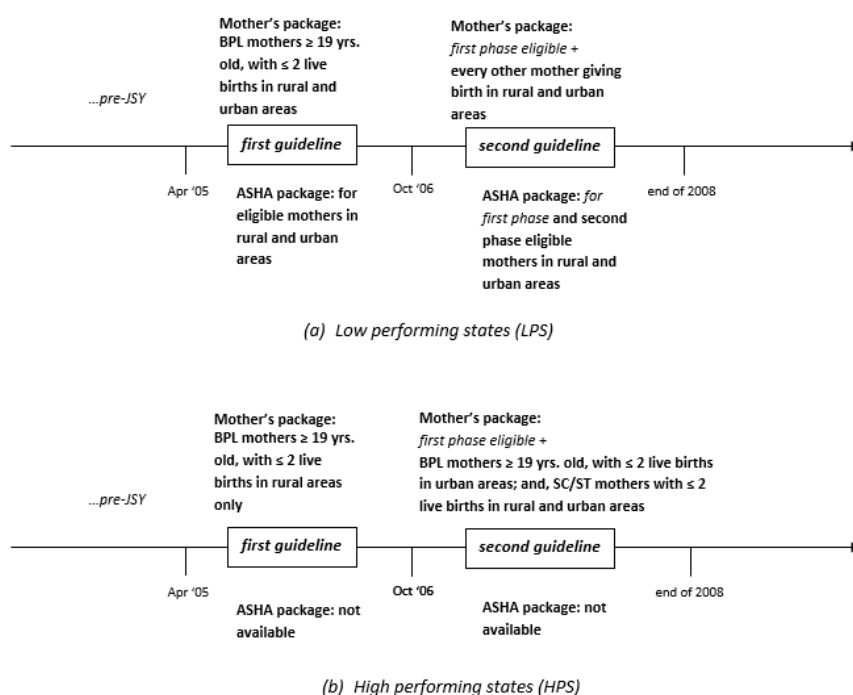 Mother's package:
BPL mothers ≥ 19 yrs.
old, with ≤ 2 live
births in rural and
urban areas
Mother's package:
first phase eligible +
every other mother giving
birth in rural and urban
areas
...pre-JSY
first guideline
second guideline
Apr '05
Oct '06
end of 2008
ASHA package: for
eligible mothers in
rural and urban
areas
ASHA package: for
first phase and second
phase eligible
mothers in rural and
urban areas
(a) Low performing states (LPS)
Mother's package:
BPL mothers ≥ 19 yrs.
old, with ≤ 2 live
births in rural areas
only
Mother's package:
first phase eligible +
BPL mothers ≥ 19 yrs. old, with ≤ 2 live births
in urban areas; and, SC/ST mothers with ≤ 2
live births in rural and urban areas
...pre-JSY
first guideline
second guideline
Apr '05
Oct '06
end of 2008
ASHA package: not
available
ASHA package: not
available
(b) High performing states (HPS)